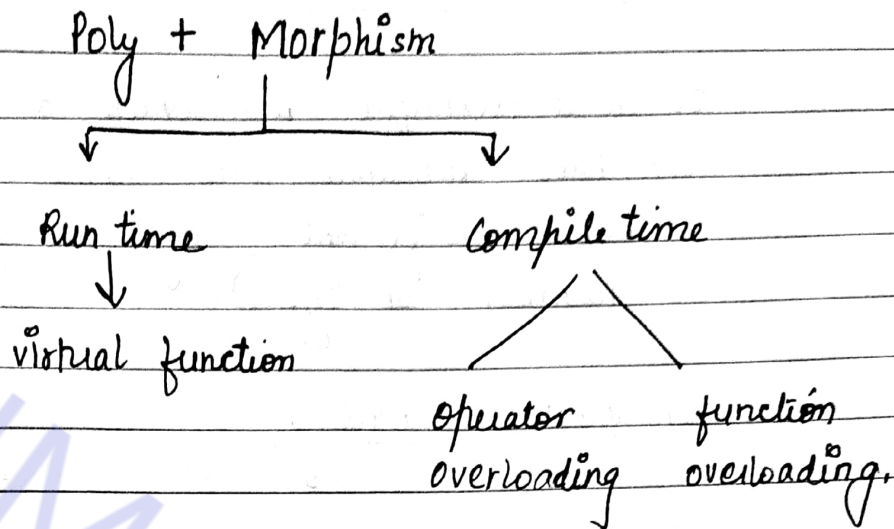 Poly + Morphism
Run time
Compile time
virtual function
operator
overloading
function
overloading.